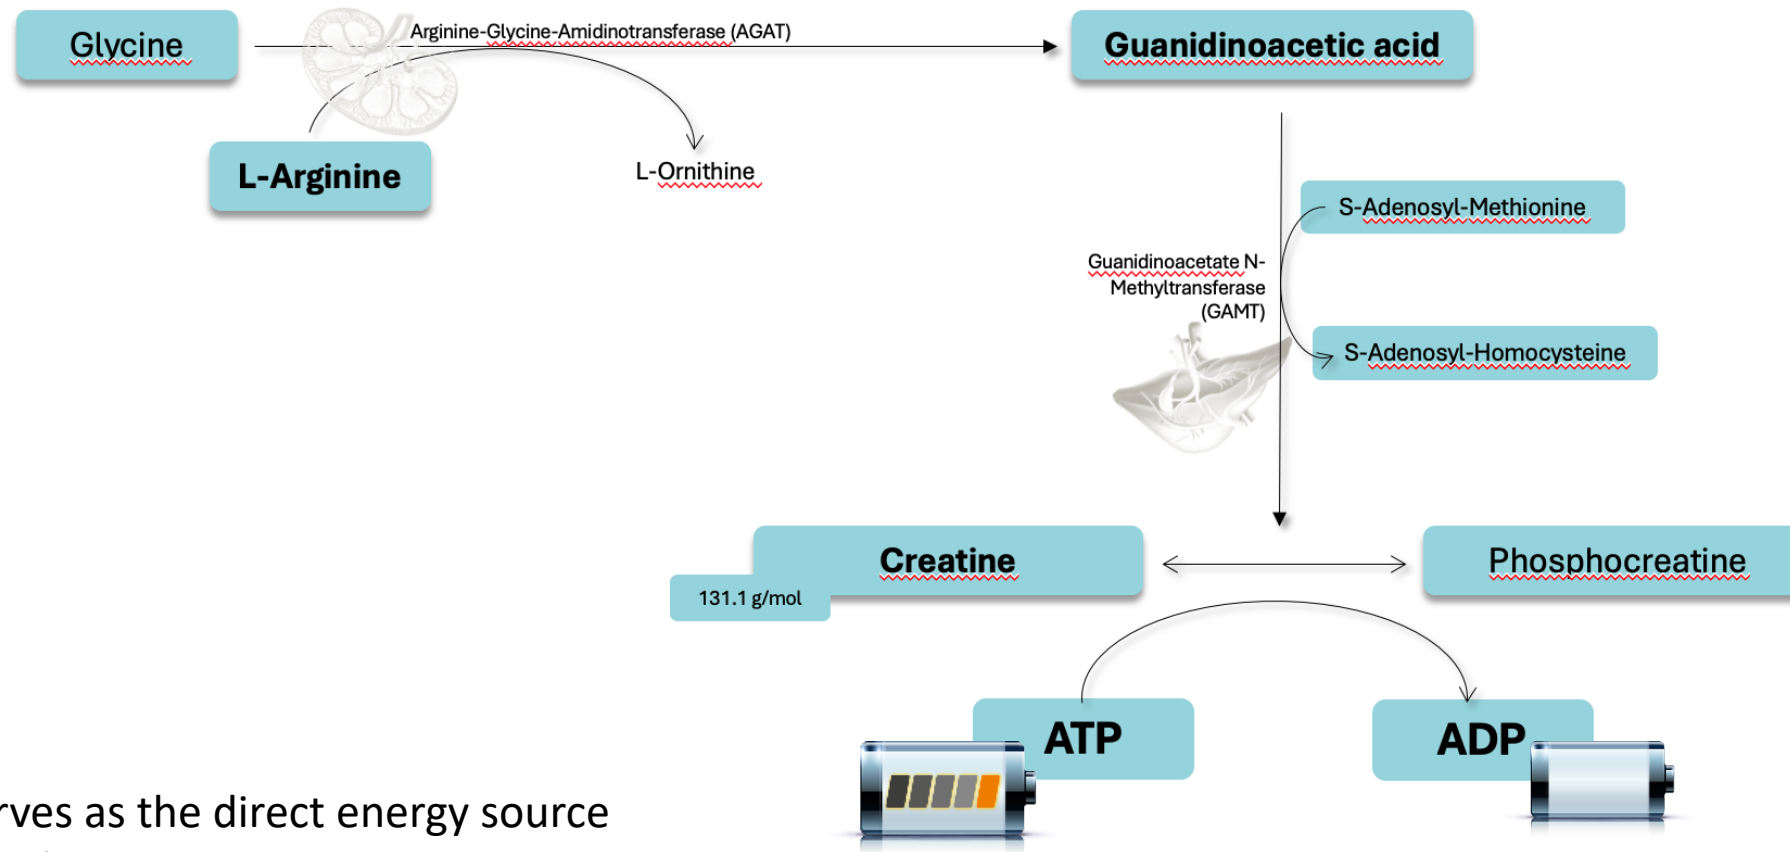 Glycine
Arginine-Glycine-Amidinotransferase (AGAT)
Guanidinoacetic acid
L-Arginine
L-Ornithine
S-Adenosyl-Methionine
Guanidinoacetate N-
Methyltransferase
(GAMT)
S-Adenosyl-Homocysteine
Creatine
Phosphocreatine
131.1 g/mol
ATP
ADP
rves as the direct energy source